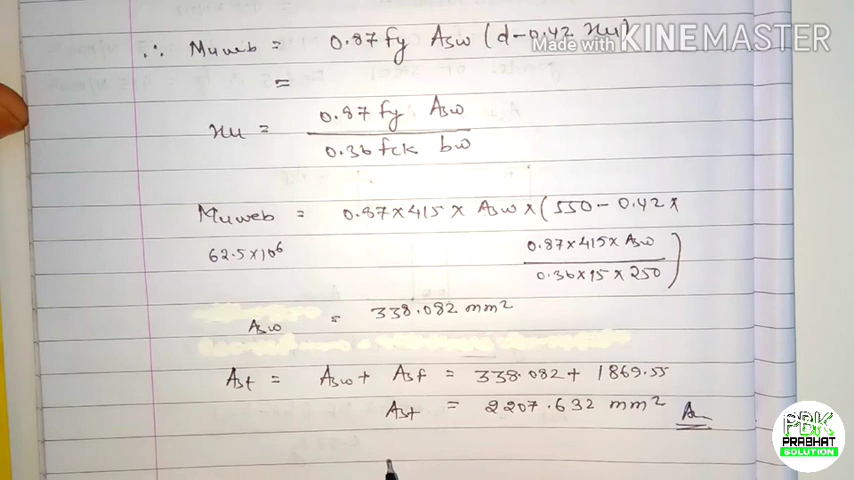 ∴ Muweb = 0.87 fy Asw (d-0.42 xu)
Made with KINEMASTER
=
xu = 0.87 fy Asw
0.36 fck bw
Muweb = 0.87×415 × Asw × (550 - 0.42 ×
62.5×10⁶ 0.87×415× Asw )
0.36×15 × 250
Asw = 338.082 mm²
Ast = Asw + Asf = 338.082 + 1869.55
Ast = 2207.632 mm²
PBK
PRABHAT
SOLUTION